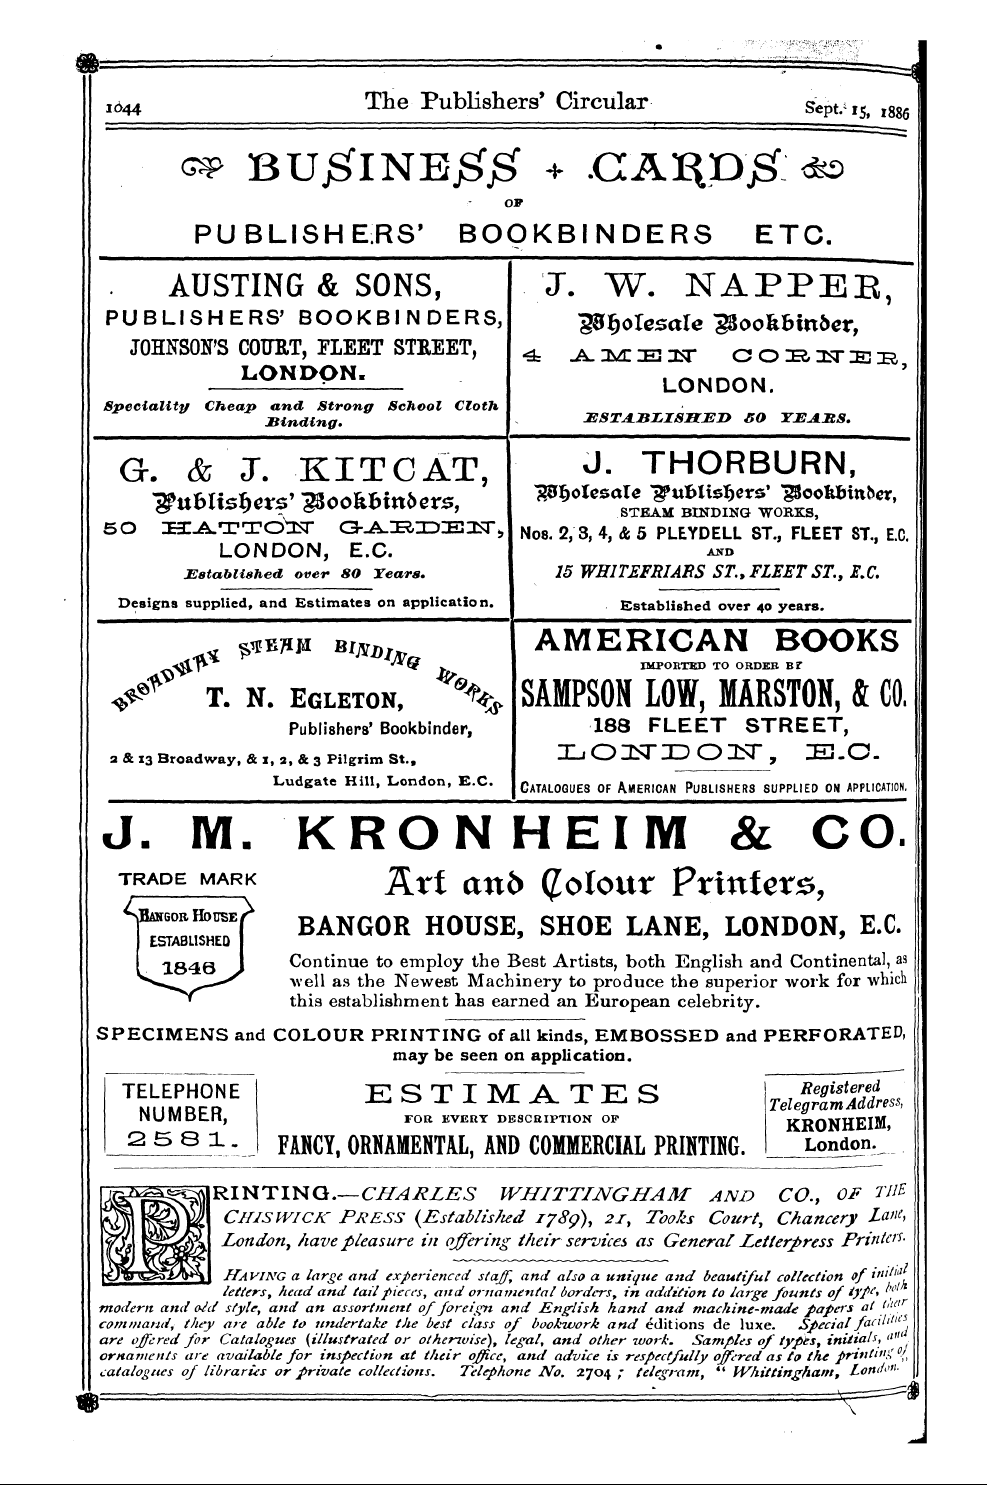 1044 The Publishers' Circular Sept. 15, 1886
BUSINESS + CARDS
OF
PUBLISHERS' BOOKBINDERS ETC.
AUSTING & SONS,
PUBLISHERS' BOOKBINDERS,
JOHNSON'S COURT, FLEET STREET,
LONDON.
Speciality Cheap and Strong School Cloth
Binding.
J. W. NAPPER,
Wholesale Bookbinder,
4 AMEN CORNER,
LONDON.
ESTABLISHED 50 YEARS.
G. & J. KITCAT,
Publishers' Bookbinders,
50 HATTON GARDEN,
LONDON, E.C.
Established over 80 Years.
Designs supplied, and Estimates on application.
J. THORBURN,
Wholesale Publishers' Bookbinder,
STEAM BINDING WORKS,
Nos. 2, 3, 4, & 5 PLEYDELL ST., FLEET ST., E.C.
AND
15 WHITEFRIARS ST., FLEET ST., E.C.
Established over 40 years.
BROADWAY STEAM BINDING WORKS
T. N. EGLETON,
Publishers' Bookbinder,
2 & 13 Broadway, & 1, 2, & 3 Pilgrim St.,
Ludgate Hill, London, E.C.
AMERICAN BOOKS
IMPORTED TO ORDER BY
SAMPSON LOW, MARSTON, & CO.
188 FLEET STREET,
LONDON, E.C.
CATALOGUES OF AMERICAN PUBLISHERS SUPPLIED ON APPLICATION.
J. M. KRONHEIM & CO.
TRADE MARK
BANGOR HOUSE
ESTABLISHED
1846
Art and Colour Printers,
BANGOR HOUSE, SHOE LANE, LONDON, E.C.
Continue to employ the Best Artists, both English and Continental, as
well as the Newest Machinery to produce the superior work for which
this establishment has earned an European celebrity.
SPECIMENS and COLOUR PRINTING of all kinds, EMBOSSED and PERFORATED,
may be seen on application.
TELEPHONE
NUMBER,
2581.
ESTIMATES
FOR EVERY DESCRIPTION OF
FANCY, ORNAMENTAL, AND COMMERCIAL PRINTING.
Registered
Telegram Address,
KRONHEIM,
London.
PRINTING.—CHARLES WHITTINGHAM AND CO., OF THE
CHISWICK PRESS (Established 1789), 21, Tooks Court, Chancery Lane,
London, have pleasure in offering their services as General Letterpress Printers.
HAVING a large and experienced staff, and also a unique and beautiful collection of initial
letters, head and tail pieces, and ornamental borders, in addition to large founts of type, both
modern and old style, and an assortment of foreign and English hand and machine-made papers at their
command, they are able to undertake the best class of bookwork and éditions de luxe. Special facilities
are offered for Catalogues (illustrated or otherwise), legal, and other work. Samples of types, initials, and
ornaments are available for inspection at their office, and advice is respectfully offered as to the printing of
catalogues of libraries or private collections. Telephone No. 2704; telegram, "Whittingham, London."